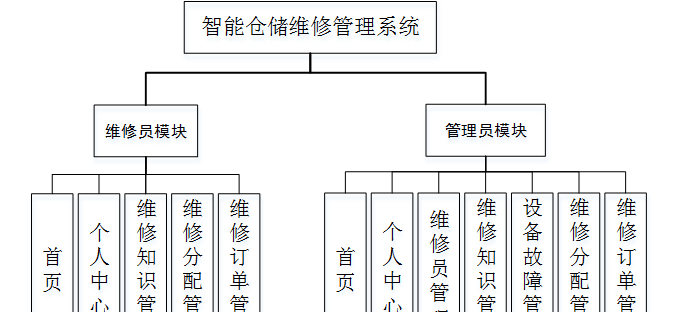 智能仓储维修管理系统
维修员模块
管理员模块
首页
个人中心
维修知识管
维修分配管
维修订单管
首页
个人中心
维修员管
维修知识管
设备故障管
维修分配管
维修订单管